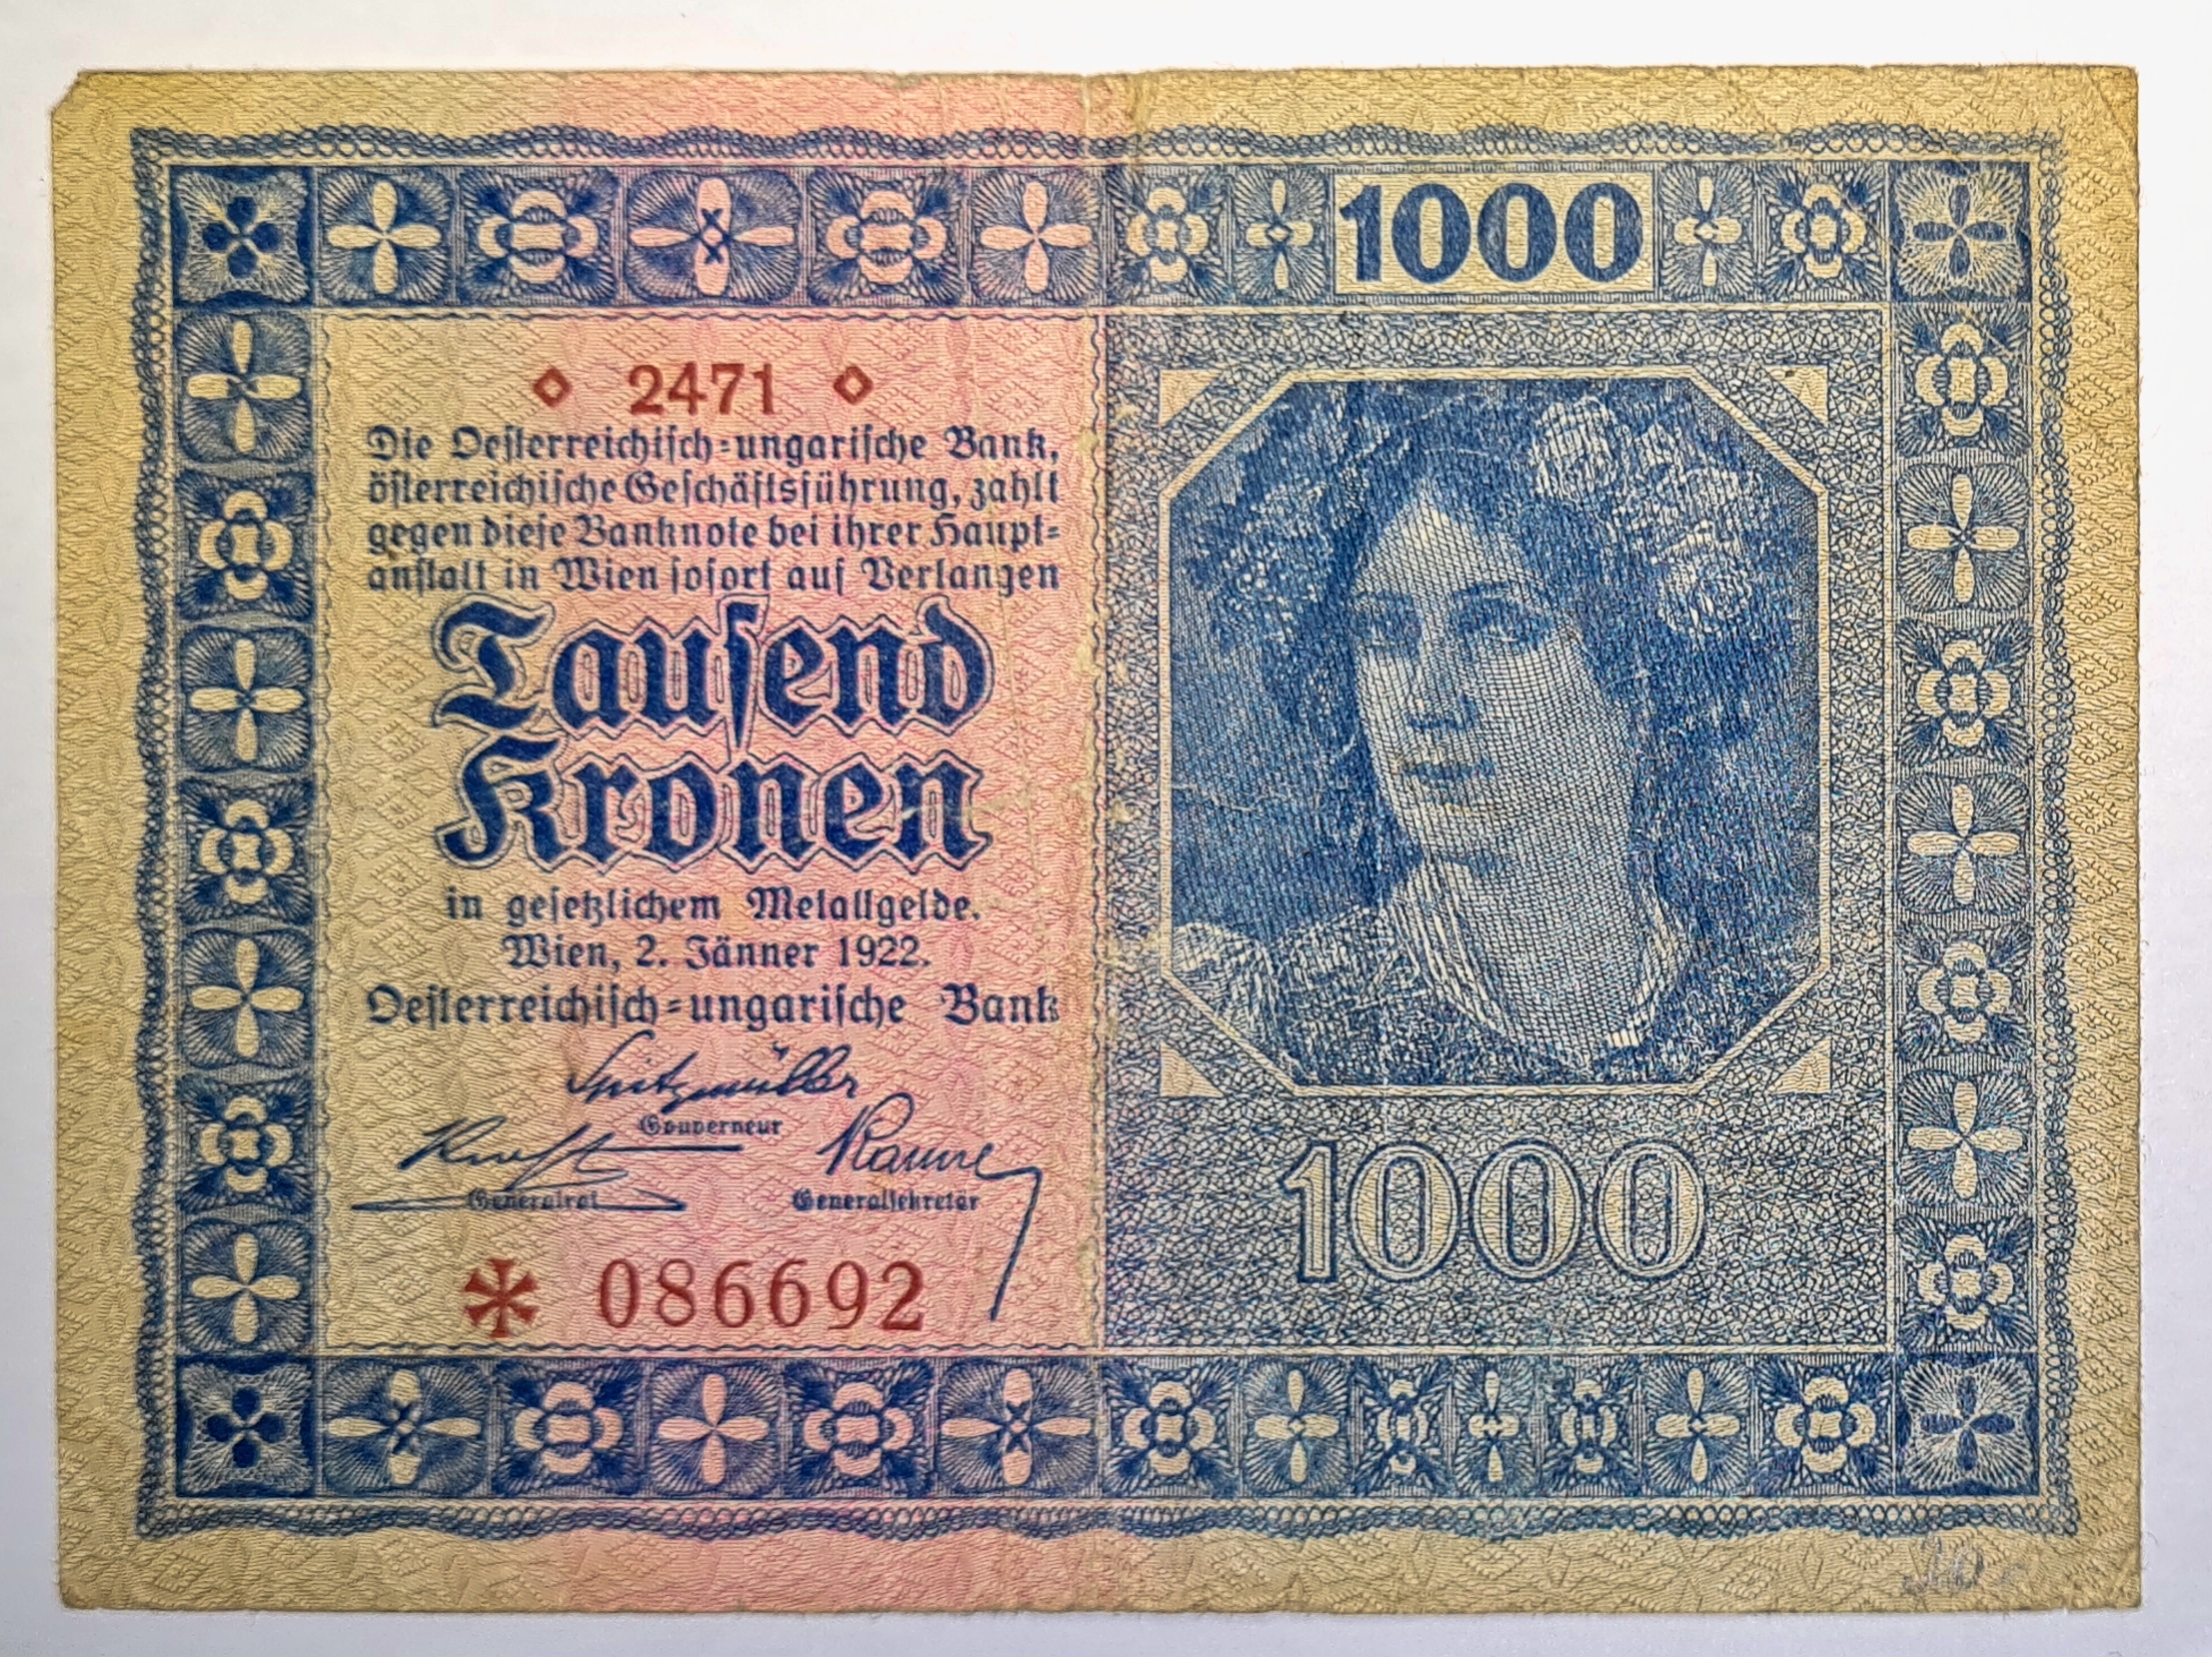 1000
◇ 2471 ◇
Die Oesterreichisch-ungarische Bank,
österreichische Geschäftsführung, zahlt
gegen diese Banknote bei ihrer Haupt-
anstalt in Wien sofort auf Verlangen
Tausend
Kronen
in gesetzlichem Metallgelde.
Wien, 2. Jänner 1922.
Oesterreichisch-ungarische Bank
Spitzmüller
Gouverneur
Generalrat
Generalsekretär
* 086692
1000